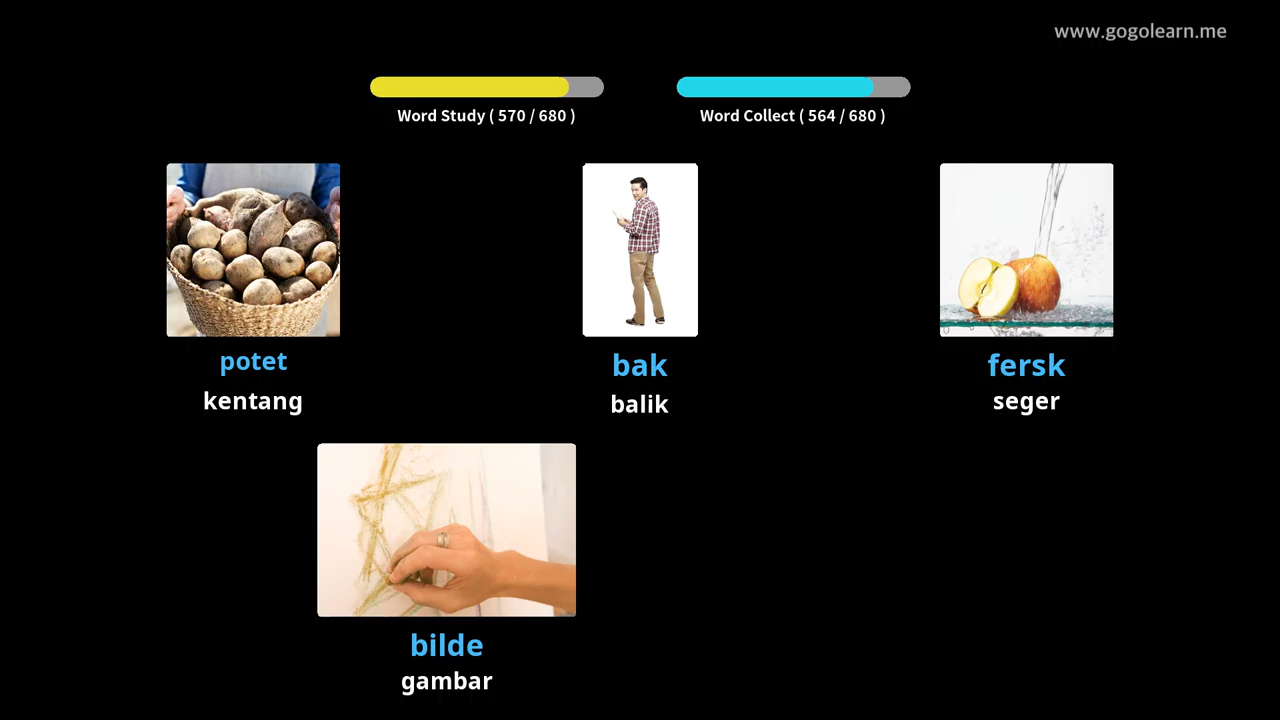 www.gogolearn.me
Word Study ( 570 / 680 )
Word Collect ( 564 / 680 )
potet
kentang
bak
balik
fersk
seger
bilde
gambar